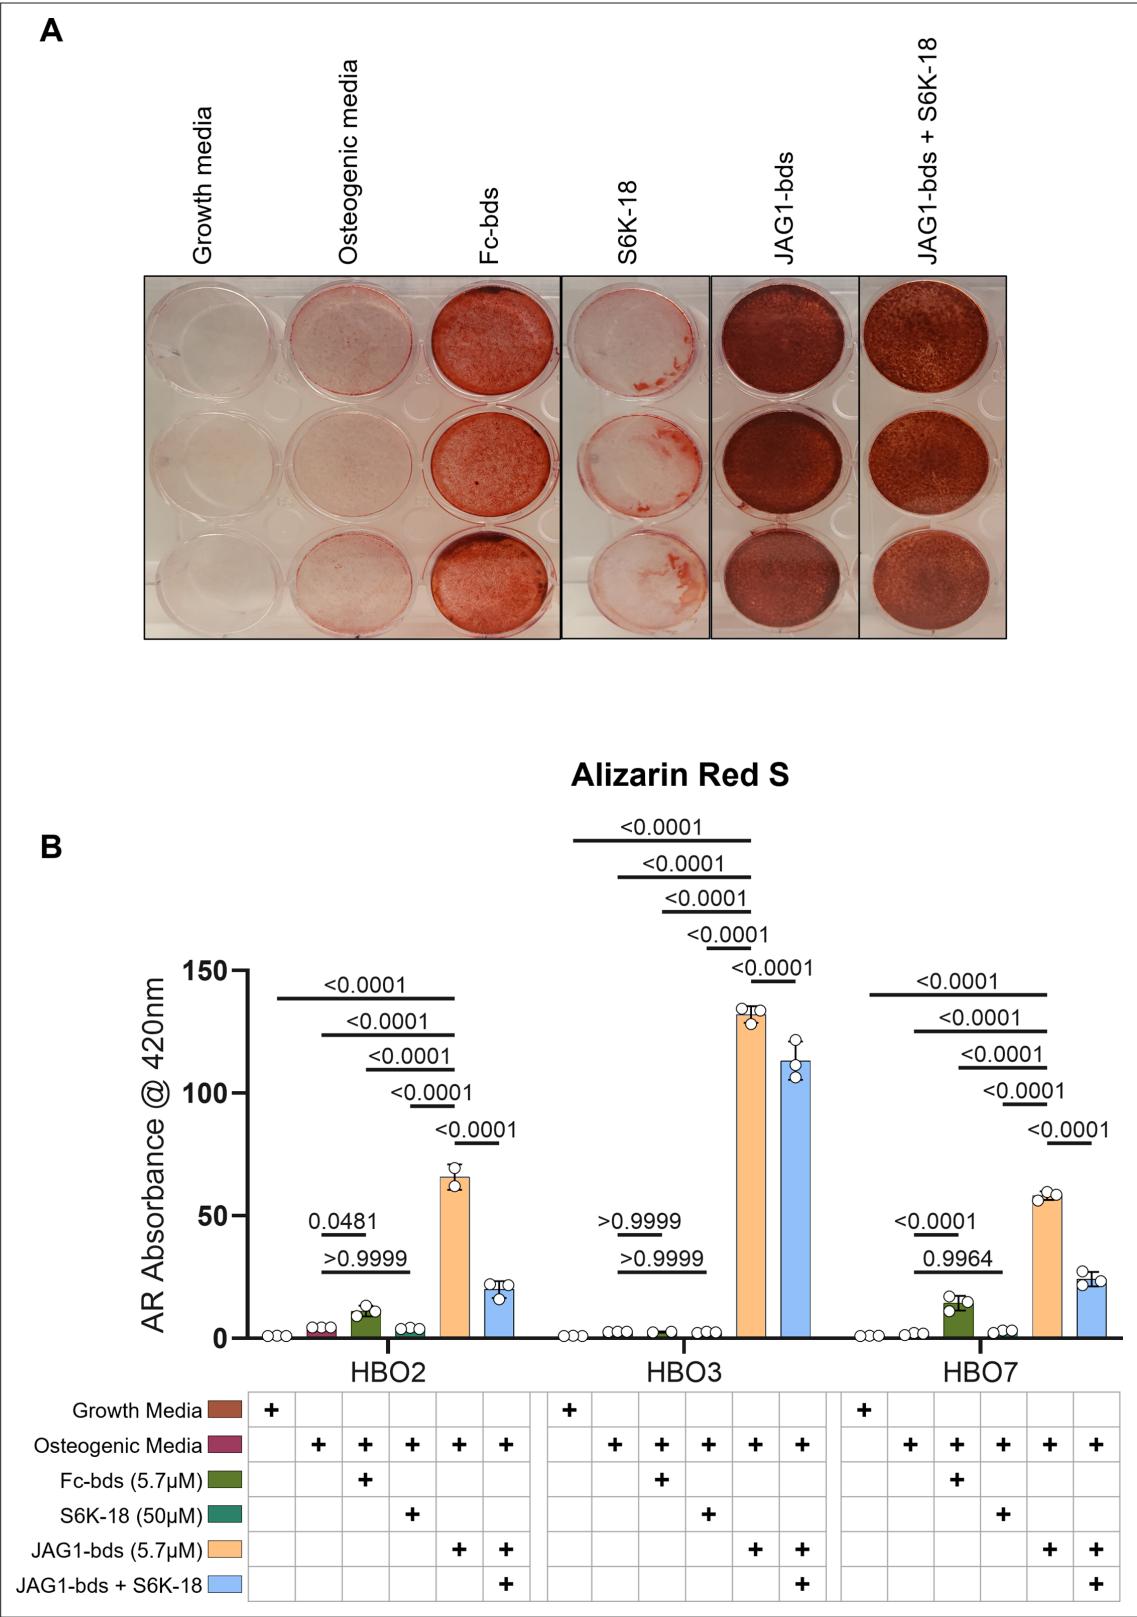 A
Growth media
Osteogenic media
Fc-bds
S6K-18
JAG1-bds
JAG1-bds + S6K-18
Alizarin Red S
B
AR Absorbance @ 420nm
150
100
50
0
<0.0001
<0.0001
<0.0001
<0.0001
<0.0001
0.0481
>0.9999
<0.0001
<0.0001
<0.0001
<0.0001
<0.0001
>0.9999
>0.9999
<0.0001
<0.0001
<0.0001
<0.0001
<0.0001
<0.0001
0.9964
HBO2 HBO3 HBO7
Growth Media + + +
Osteogenic Media + + + + + + + + + + + + + + +
Fc-bds (5.7µM) + + +
S6K-18 (50µM) + + +
JAG1-bds (5.7µM) + + + + + +
JAG1-bds + S6K-18 + + +